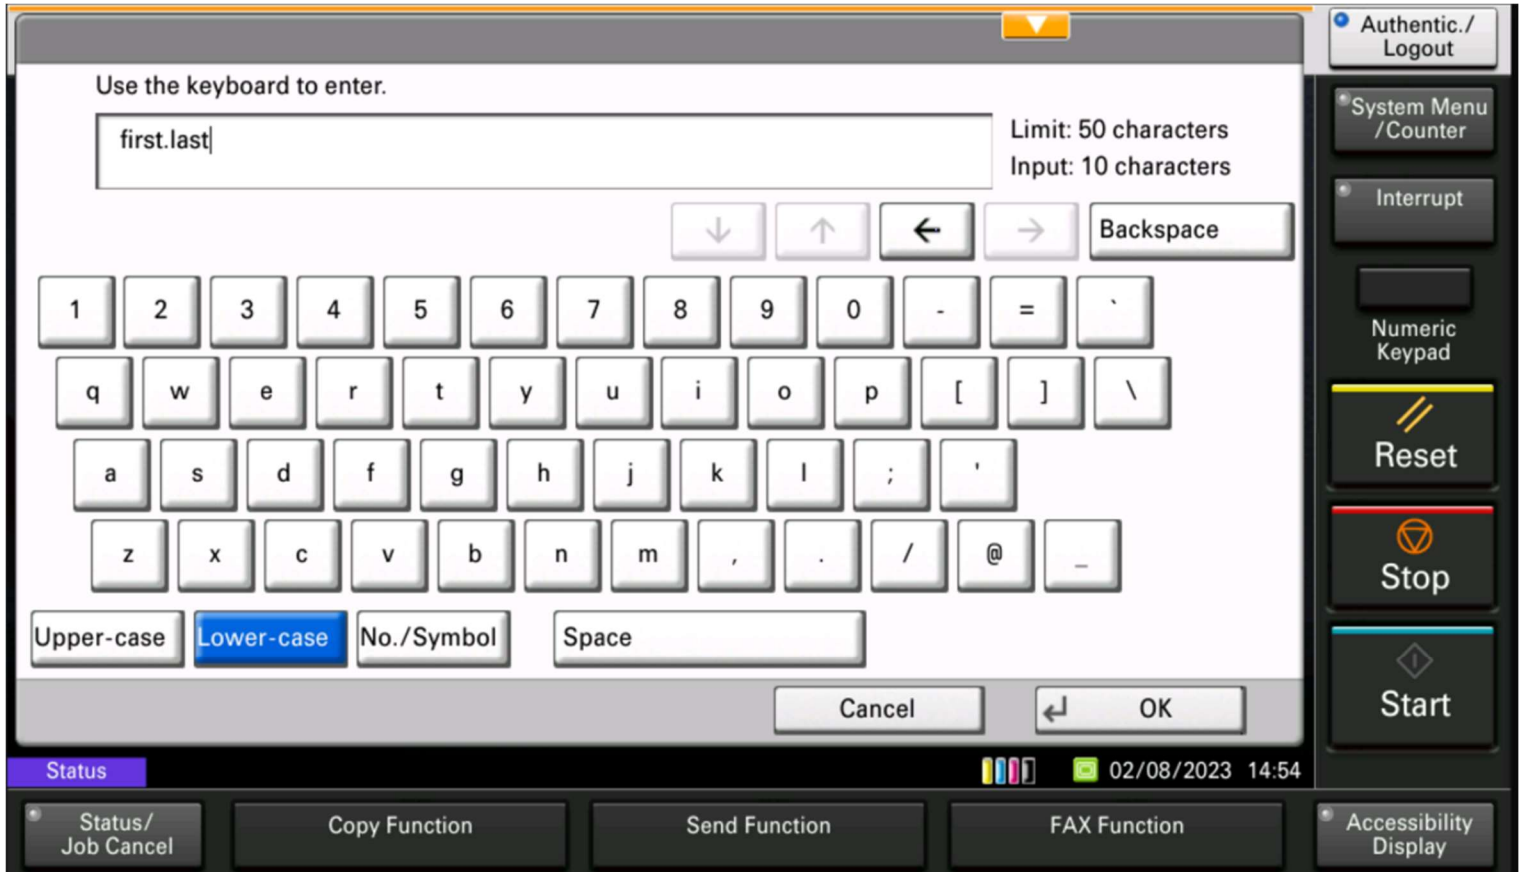 Authentic./
Logout
Use the keyboard to enter.
first.last
Limit: 50 characters
Input: 10 characters
System Menu
/Counter
Interrupt
Backspace
1 2 3 4 5 6 7 8 9 0 - = `
Numeric
Keypad
q w e r t y u i o p [ ] \
Reset
a s d f g h j k l ; '
z x c v b n m , . / @ _
Stop
Upper-case Lower-case No./Symbol Space
Cancel OK
Start
Status 02/08/2023 14:54
Status/
Job Cancel
Copy Function
Send Function
FAX Function
Accessibility
Display